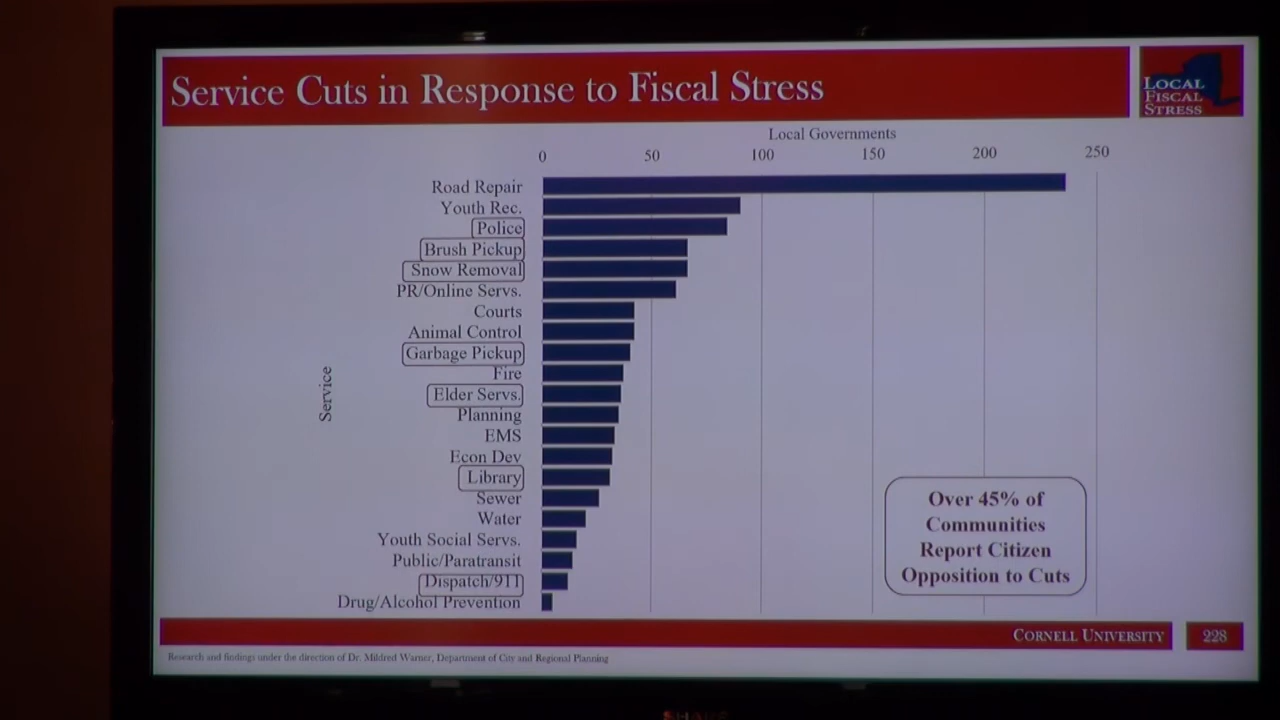 Service Cuts in Response to Fiscal Stress
LOCAL
FISCAL
STRESS
Local Governments
0 50 100 150 200 250
Road Repair
Youth Rec.
Police
Brush Pickup
Snow Removal
PR/Online Servs.
Courts
Animal Control
Garbage Pickup
Fire
Elder Servs.
Planning
EMS
Econ Dev
Library
Sewer
Water
Youth Social Servs.
Public/Paratransit
Dispatch/911
Drug/Alcohol Prevention
Service
Over 45% of
Communities
Report Citizen
Opposition to Cuts
CORNELL UNIVERSITY
228
Research and findings under the direction of Dr. Mildred Warner, Department of City and Regional Planning
SHARP